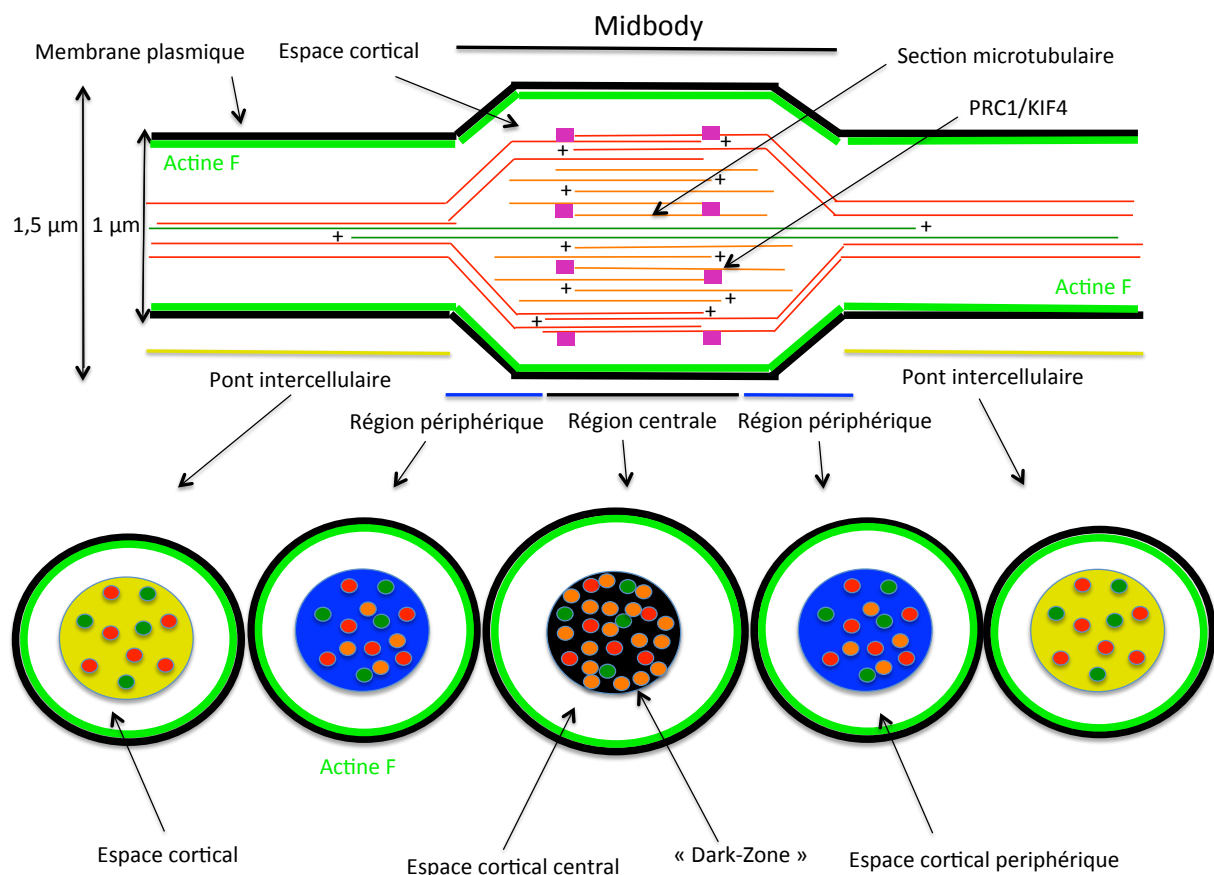 Midbody
Membrane plasmique
Espace cortical
Section microtubulaire
PRC1/KIF4
Actine F
+
+
+
+
+
1,5 µm
1 µm
+
+
+
+
+
+
+
+
Actine F
Pont intercellulaire
Pont intercellulaire
Région périphérique
Région centrale
Région périphérique
Actine F
Espace cortical
Espace cortical central
« Dark-Zone »
Espace cortical periphérique